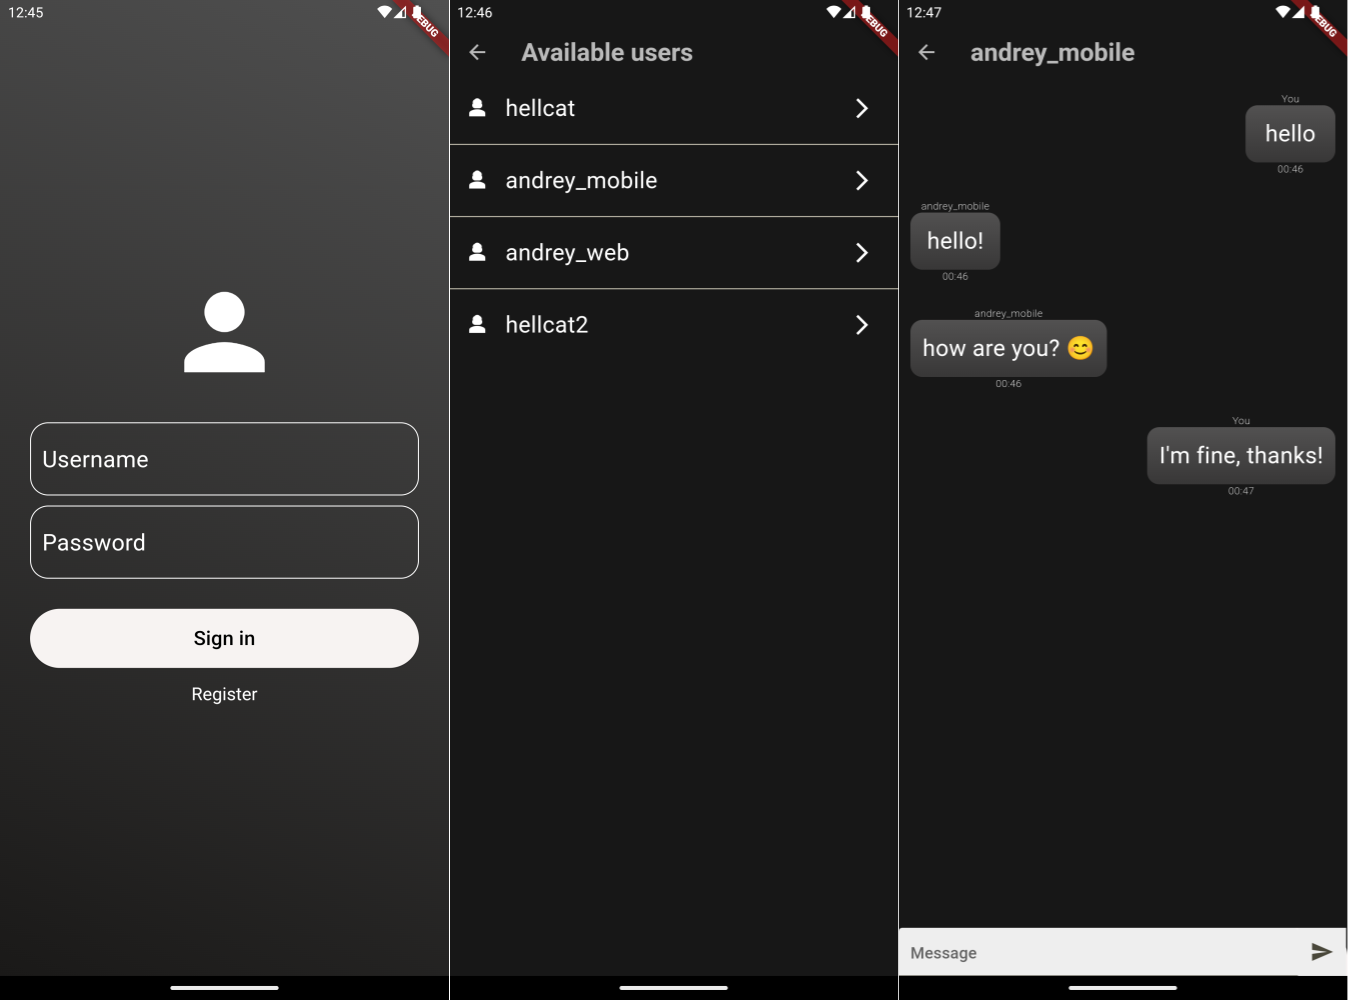 12:45
DEBUG
Username
Password
Sign in
Register
12:46
DEBUG
Available users
hellcat
andrey_mobile
andrey_web
hellcat2
12:47
DEBUG
andrey_mobile
You
hello
00:46
andrey_mobile
hello!
00:46
andrey_mobile
how are you? 😊
00:46
You
I'm fine, thanks!
00:47
Message